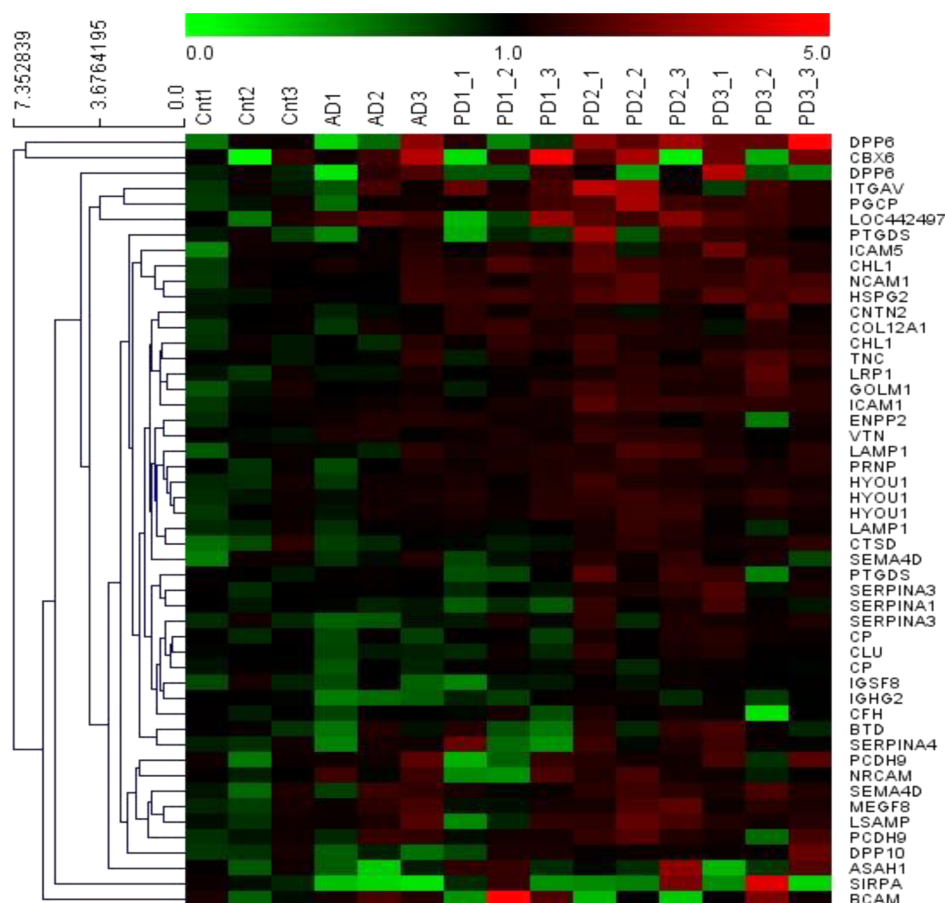 0.0 1.0 5.0
7.352839 3.6764195 0.0
Cnt1 Cnt2 Cnt3 AD1 AD2 AD3 PD1_1 PD1_2 PD1_3 PD2_1 PD2_2 PD2_3 PD3_1 PD3_2 PD3_3
DPP6
CBX6
DPP6
ITGAV
PGCP
LOC442497
PTGDS
ICAM5
CHL1
NCAM1
HSPG2
CNTN2
COL12A1
CHL1
TNC
LRP1
GOLM1
ICAM1
ENPP2
VTN
LAMP1
PRNP
HYOU1
HYOU1
HYOU1
LAMP1
CTSD
SEMA4D
PTGDS
SERPINA3
SERPINA1
SERPINA3
CP
CLU
CP
IGSF8
IGHG2
CFH
BTD
SERPINA4
PCDH9
NRCAM
SEMA4D
MEGF8
LSAMP
PCDH9
DPP10
ASAH1
SIRPA
BCAM